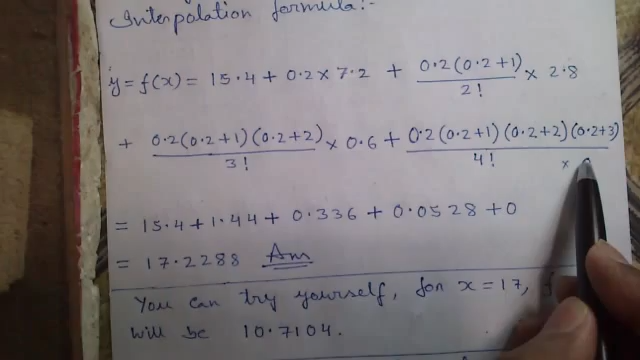 Interpolation formula:-
y = f(x) = 15.4 + 0.2 × 7.2 + 0.2(0.2+1)/2! × 2.8
+ 0.2(0.2+1)(0.2+2)/3! × 0.6 + 0.2(0.2+1)(0.2+2)(0.2+3)/4! ×
= 15.4 + 1.44 + 0.336 + 0.0528 + 0
= 17.2288 Ans
You can try yourself, for x = 17,
will be 10.7104.